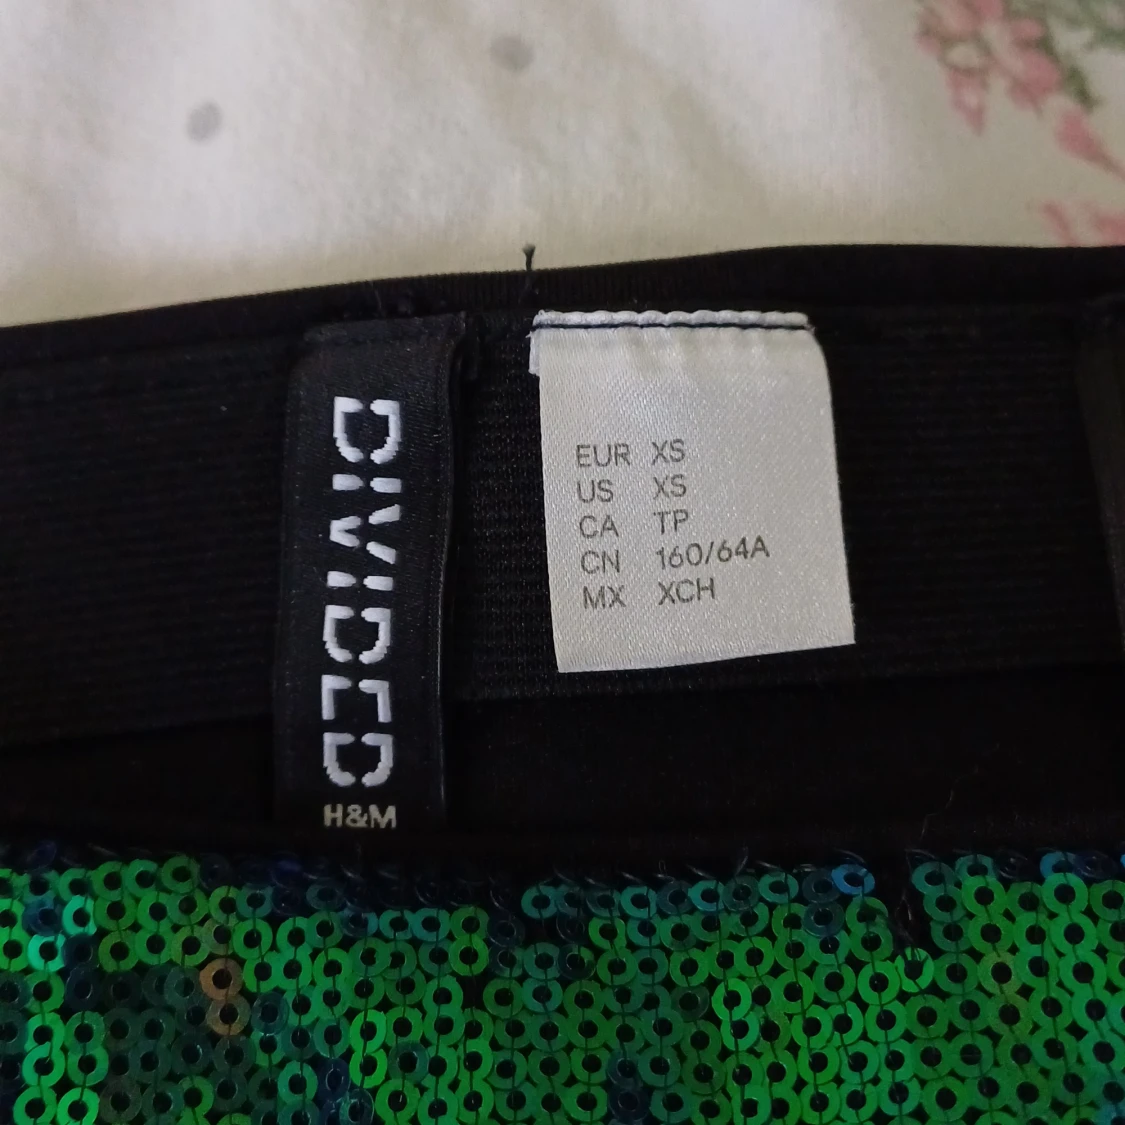 DIVIDED
H&M
EUR XS
US XS
CA TP
CN 160/64A
MX XCH